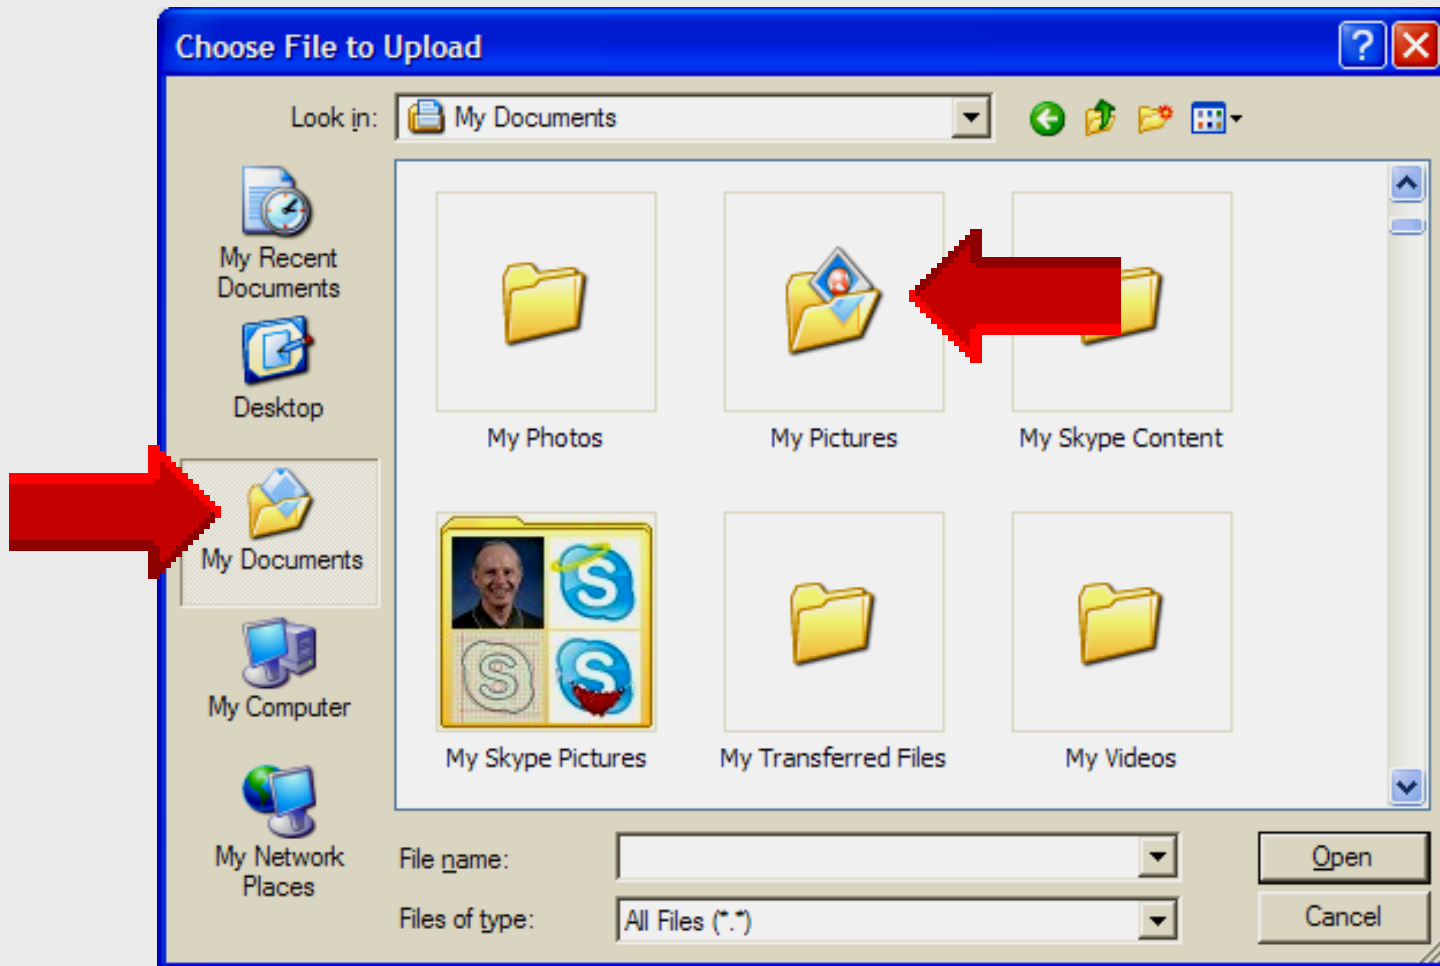 Choose File to Upload
?
Look in:
My Documents
My Recent
Documents
Desktop
My Documents
My Computer
My Network
Places
My Photos
My Pictures
My Skype Content
S
S
S
My Skype Pictures
My Transferred Files
My Videos
File name:
Open
Files of type:
All Files (*.*)
Cancel